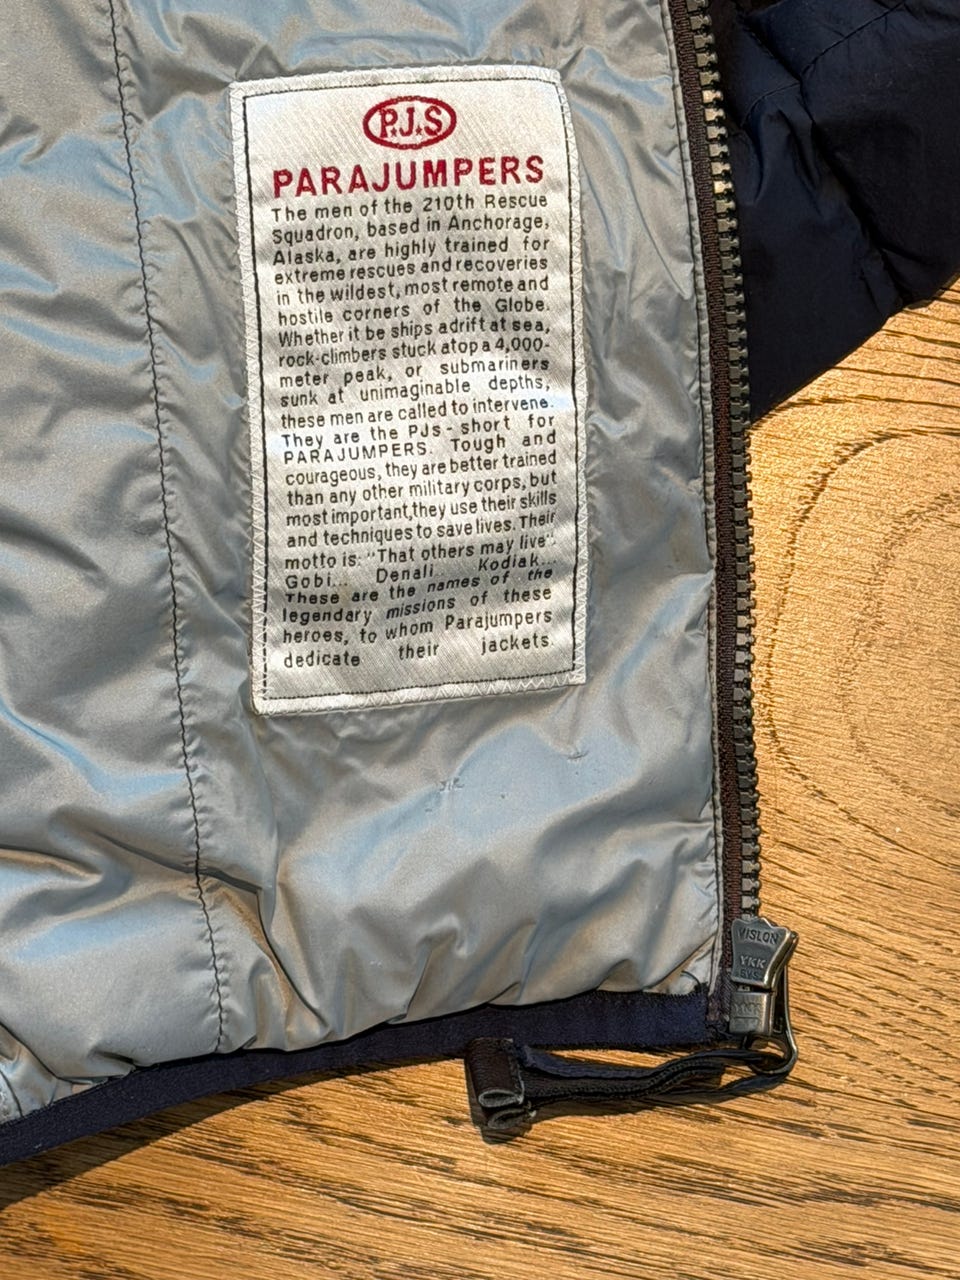 P.J.S
PARAJUMPERS
The men of the 210th Rescue
Squadron, based in Anchorage,
Alaska, are highly trained for
extreme rescues and recoveries
in the wildest, most remote and
hostile corners of the Globe.
Whether it be ships adrift at sea,
rock-climbers stuck atop a 4,000-
meter peak, or submariners
sunk at unimaginable depths,
these men are called to intervene.
They are the PJs - short for
PARAJUMPERS. Tough and
courageous, they are better trained
than any other military corps, but
most important, they use their skills
and techniques to save lives. Their
motto is: "That others may live".
Gobi... Denali... Kodiak...
These are the names of the
legendary missions of these
heroes, to whom Parajumpers
dedicate their jackets.
VISLON
YKK